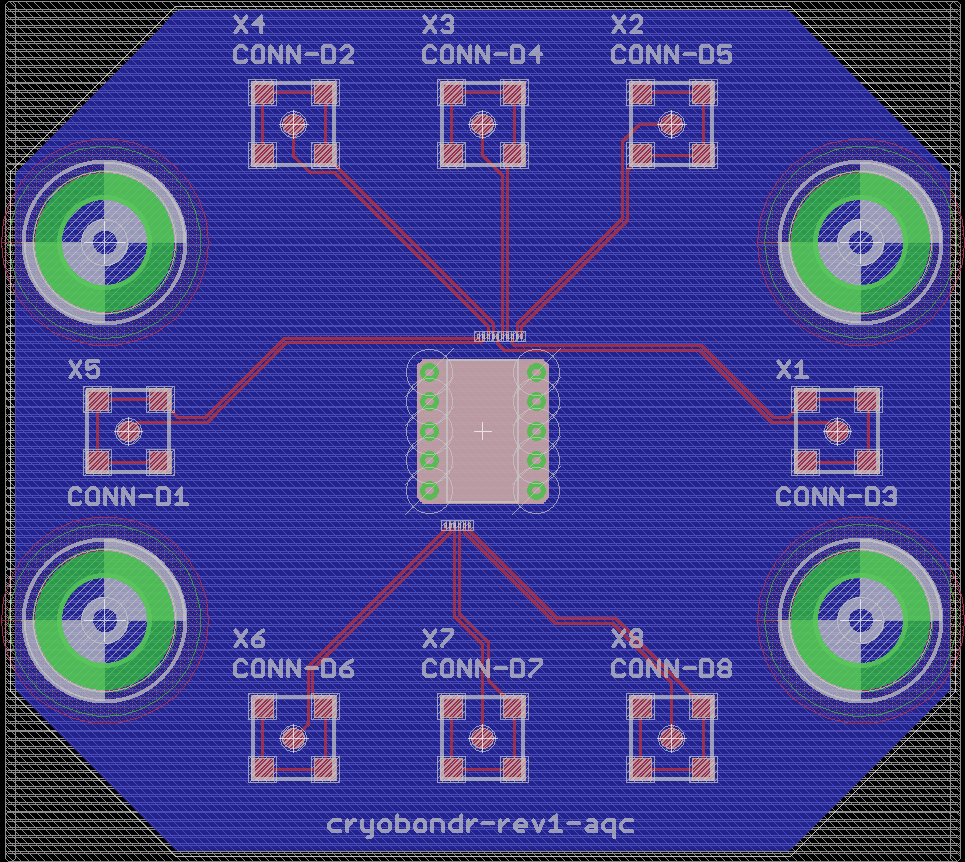 X4
CONN-D2
X3
CONN-D4
X2
CONN-D5
X5
CONN-D1
X1
CONN-D3
X6
CONN-D6
X7
CONN-D7
X8
CONN-D8
cryobondr-rev1-aqc